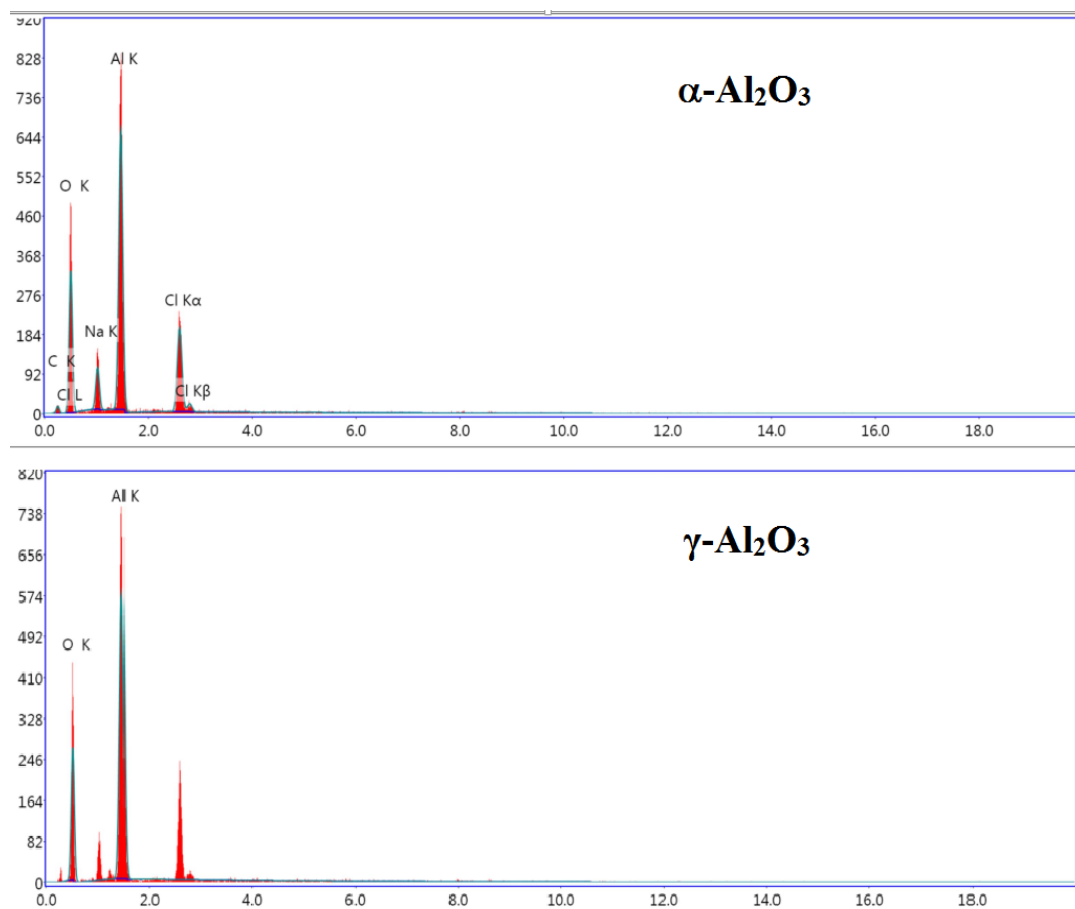 920
828
Al K
α-Al₂O₃
736
644
552
O K
460
368
276
Cl Kα
184
Na K
C K
92
Cl L
Cl Kβ
0
0.0 2.0 4.0 6.0 8.0 10.0 12.0 14.0 16.0 18.0
820
All K
738
γ-Al₂O₃
656
574
492
O K
410
328
246
164
82
0
0.0 2.0 4.0 6.0 8.0 10.0 12.0 14.0 16.0 18.0